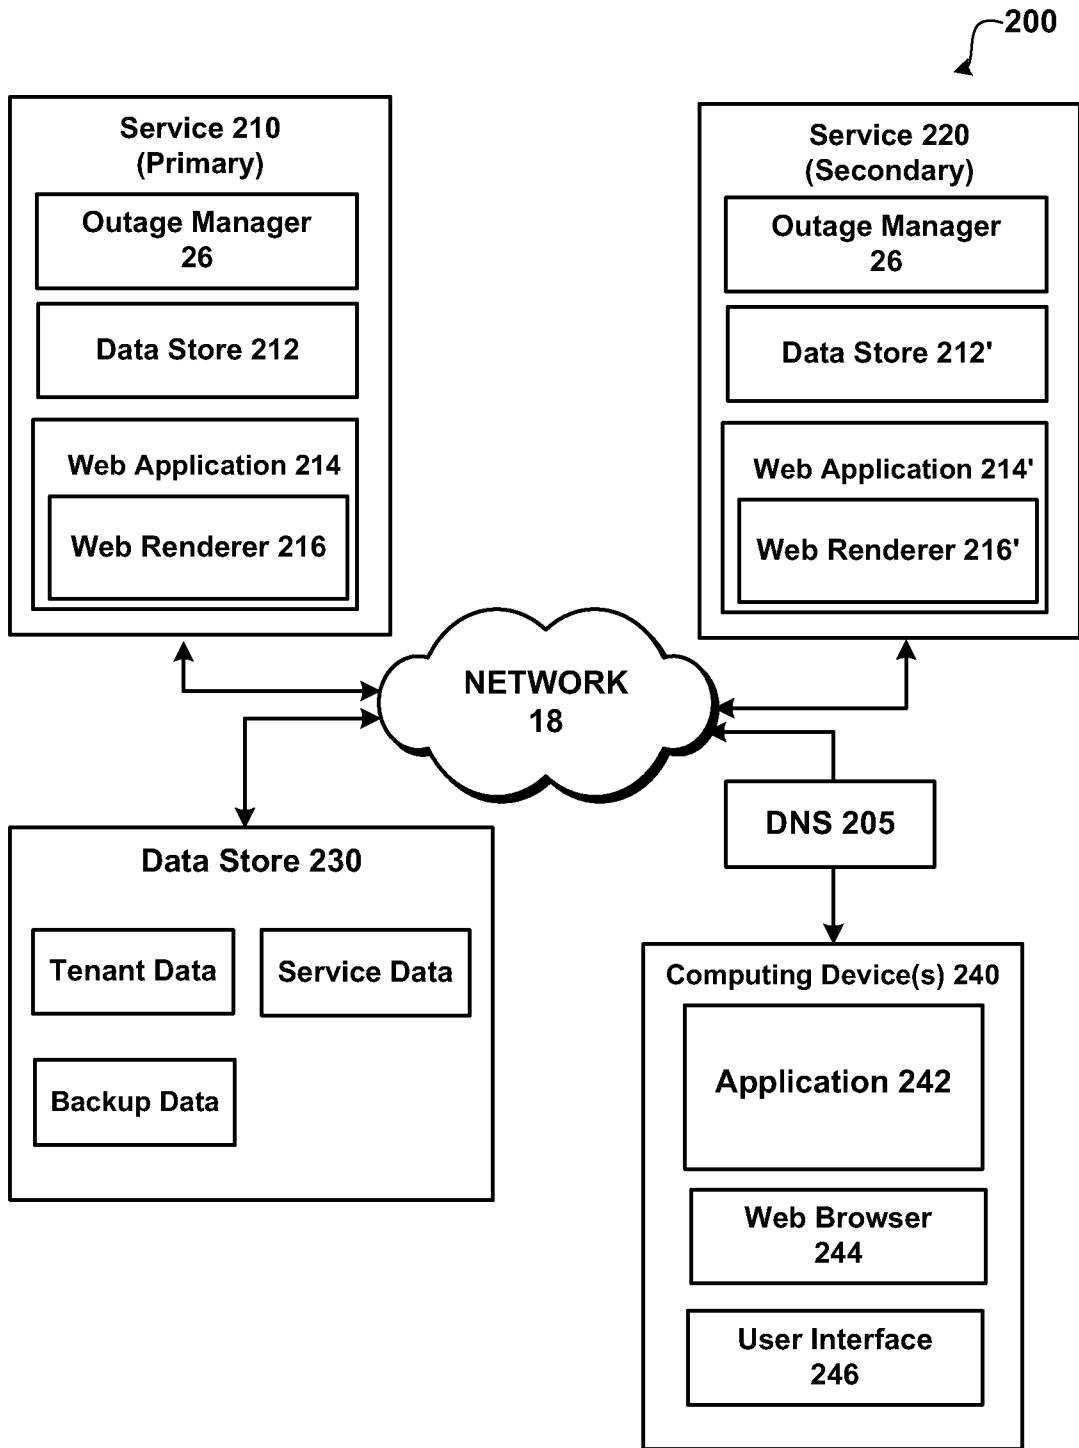 200
Service 210
(Primary)
Outage Manager
26
Data Store 212
Web Application 214
Web Renderer 216
Service 220
(Secondary)
Outage Manager
26
Data Store 212'
Web Application 214'
Web Renderer 216'
NETWORK
18
DNS 205
Data Store 230
Tenant Data
Service Data
Backup Data
Computing Device(s) 240
Application 242
Web Browser
244
User Interface
246